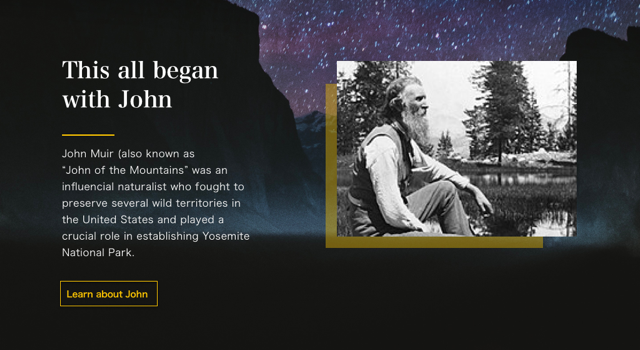 This all began
with John
John Muir (also known as
“John of the Mountains” was an
influential naturalist who fought to
preserve several wild territories in
the United States and played a
crucial role in establishing Yosemite
National Park.
Learn about John